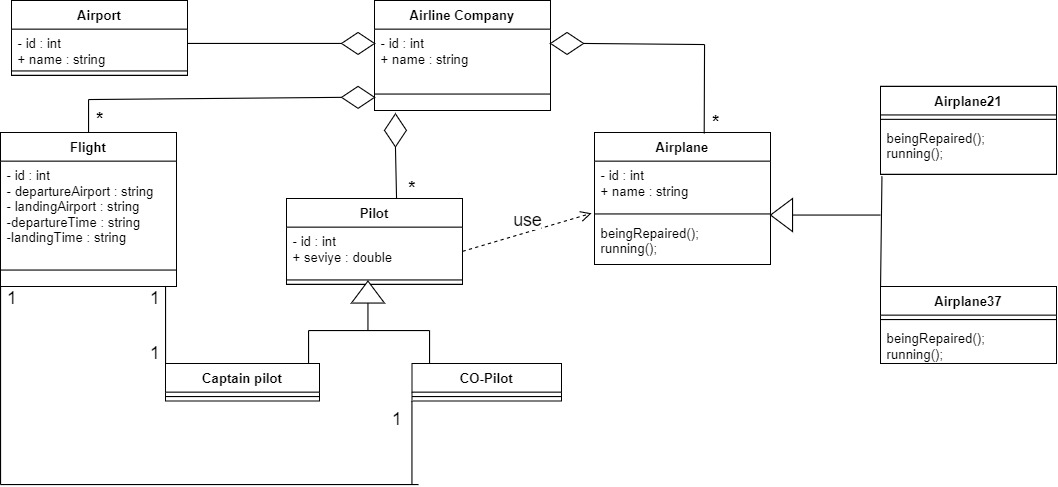 Airport
- id : int
+ name : string
Airline Company
- id : int
+ name : string
*
*
*
Flight
- id : int
- departureAirport : string
- landingAirport : string
-departureTime : string
-landingTime : string
Pilot
- id : int
+ seviye : double
use
Airplane
- id : int
+ name : string
beingRepaired();
running();
Airplane21
beingRepaired();
running();
Airplane37
beingRepaired();
running();
1
1
1
Captain pilot
CO-Pilot
1